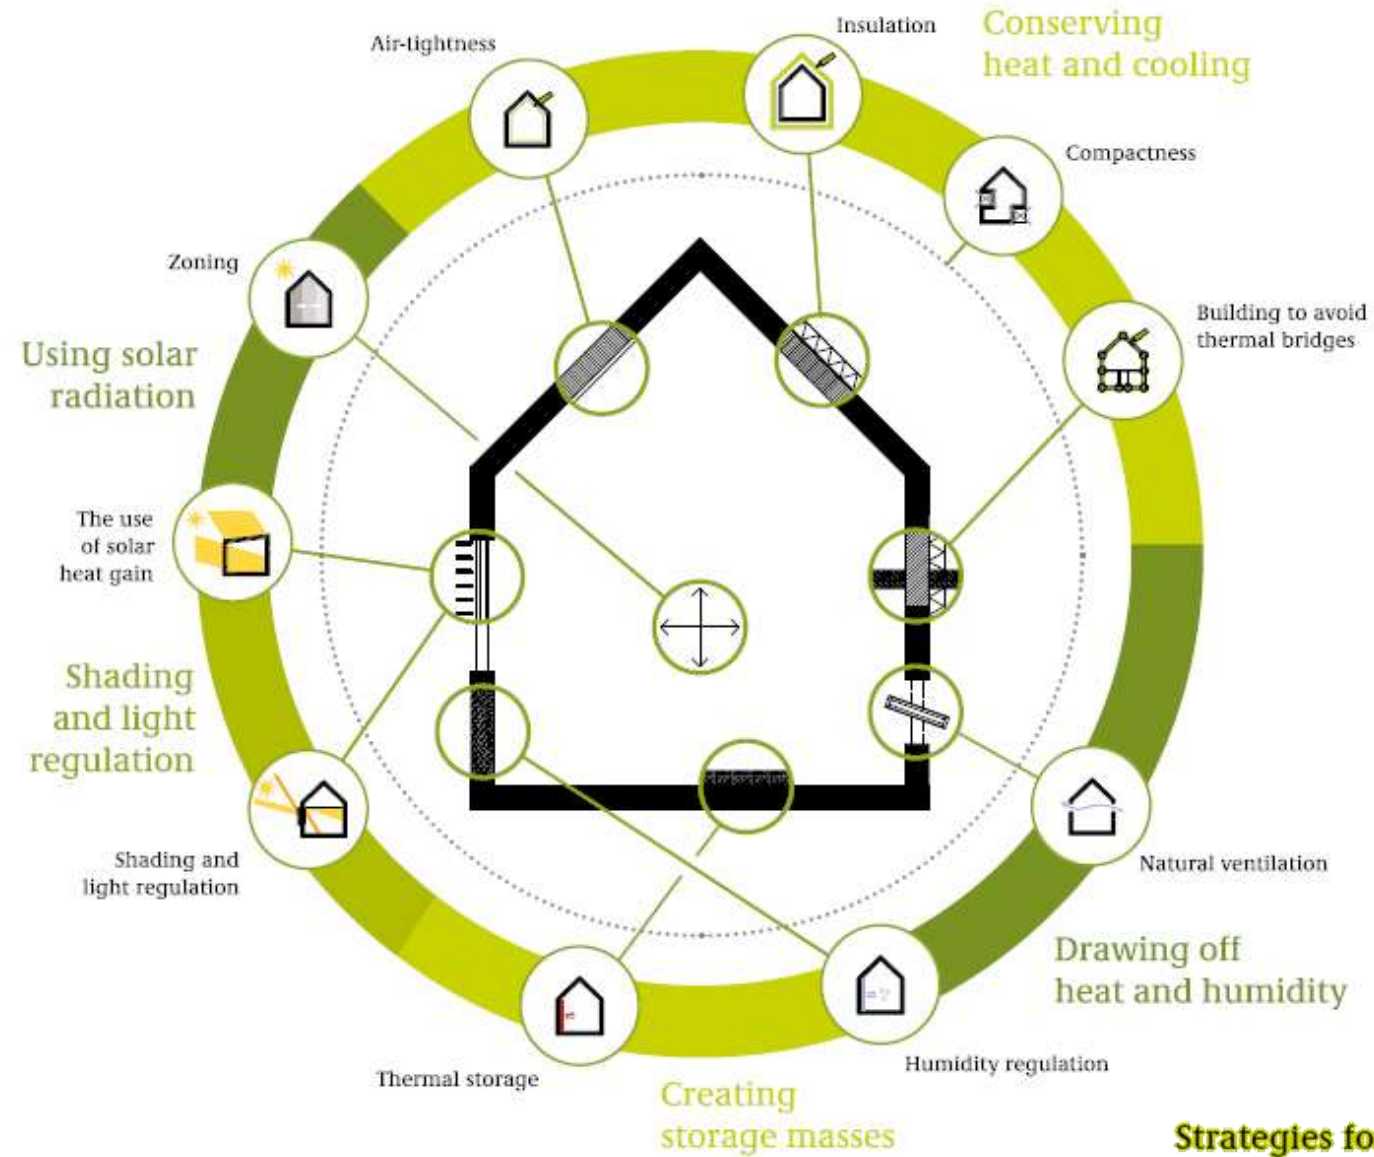 Insulation
Conserving
heat and cooling
Air-tightness
Compactness
Zoning
Building to avoid
thermal bridges
Using solar
radiation
The use
of solar
heat gain
Shading
and light
regulation
Shading and
light regulation
Natural ventilation
Drawing off
heat and humidity
Humidity regulation
Thermal storage
Creating
storage masses
Strategies fo